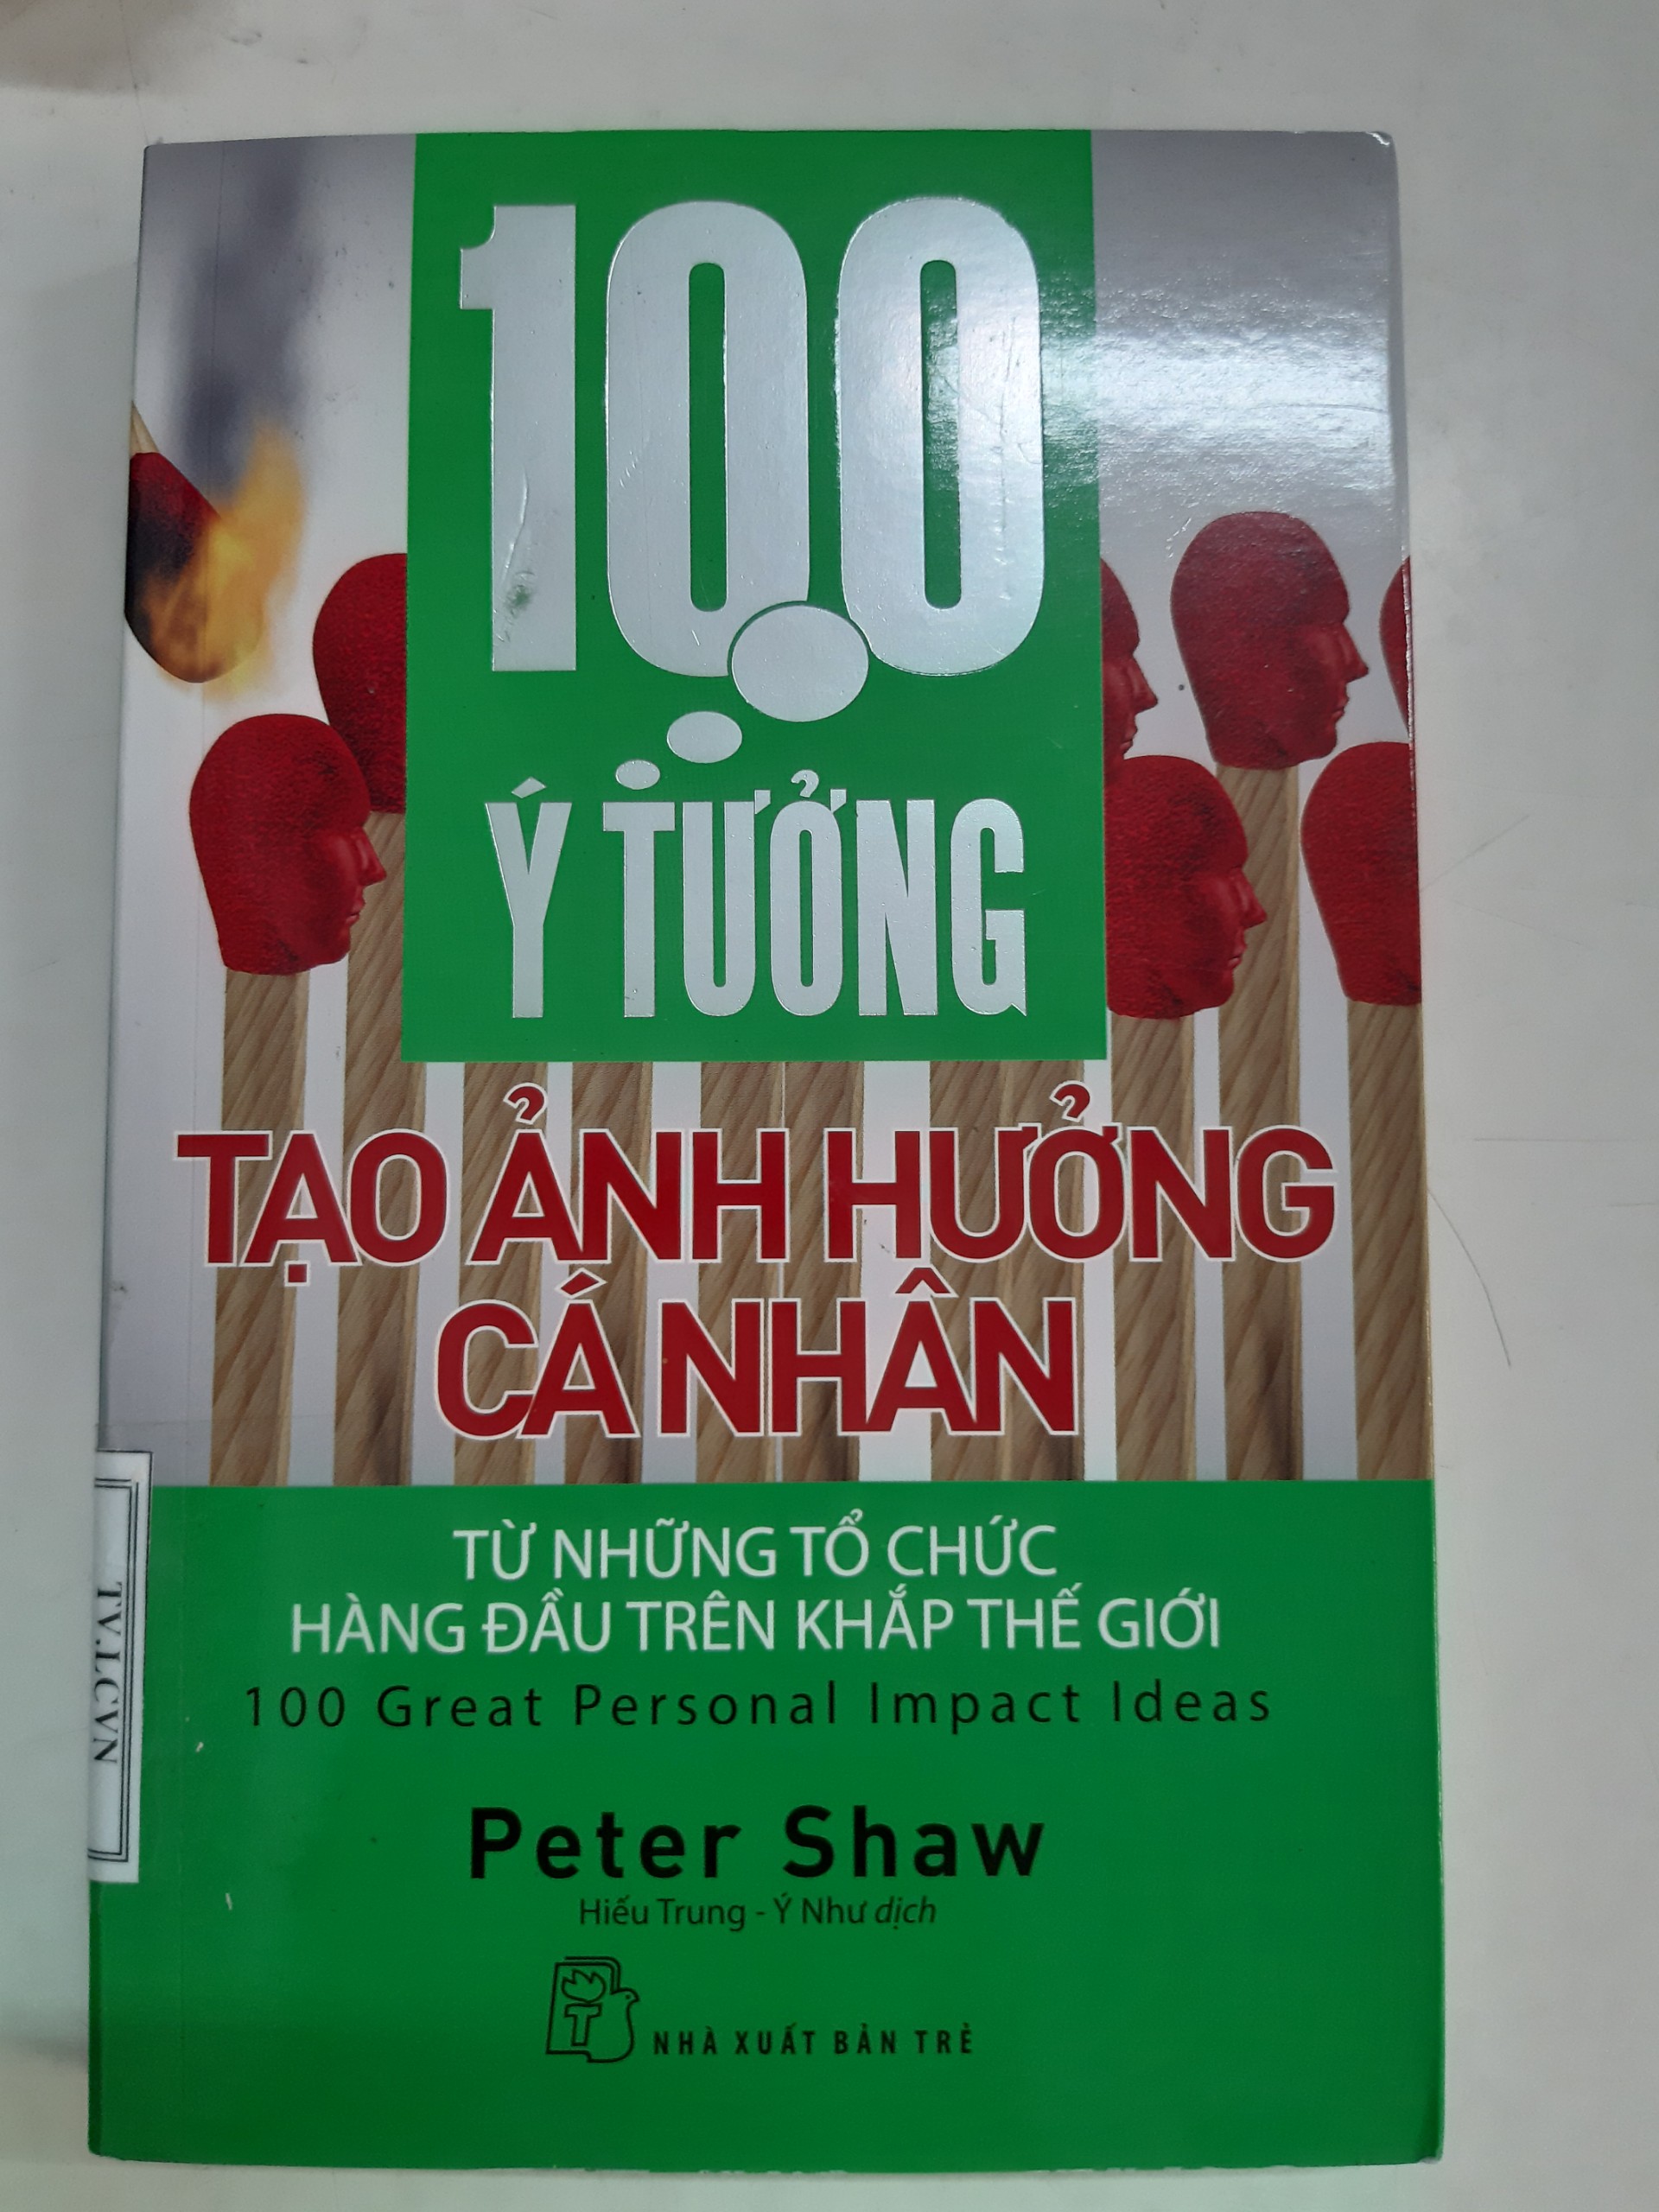 100
Ý TƯỞNG
TẠO ẢNH HƯỞNG
CÁ NHÂN
TỪ NHỮNG TỔ CHỨC
HÀNG ĐẦU TRÊN KHẮP THẾ GIỚI
100 Great Personal Impact Ideas
Peter Shaw
Hiếu Trung - Ý Như dịch
T
NHÀ XUẤT BẢN TRẺ
TV.LCVN